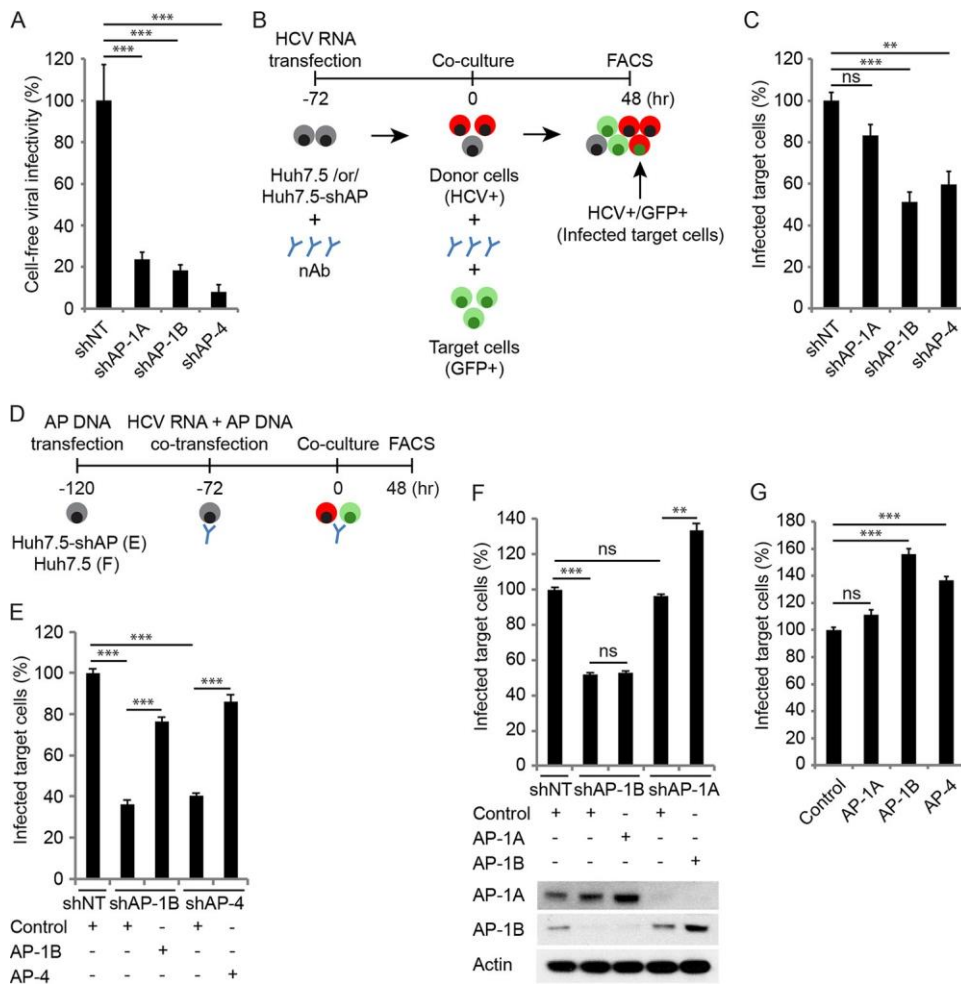 A
***
***
***
Cell-free viral infectivity (%)
120
100
80
60
40
20
0
shNT
shAP-1A
shAP-1B
shAP-4
B
HCV RNA
transfection
Co-culture
FACS
-72
0
48 (hr)
Huh7.5 /or/
Huh7.5-shAP
+
nAb
Donor cells
(HCV+)
+
+
Target cells
(GFP+)
HCV+/GFP+
(Infected target cells)
C
**
***
ns
Infected target cells (%)
120
100
80
60
40
20
0
shNT
shAP-1A
shAP-1B
shAP-4
D
AP DNA
transfection
HCV RNA + AP DNA
co-transfection
Co-culture
FACS
-120
-72
0
48 (hr)
Huh7.5-shAP (E)
Huh7.5 (F)
E
***
***
***
***
Infected target cells (%)
120
100
80
60
40
20
0
shNT shAP-1B shAP-4
Control + + - + -
AP-1B - - + - -
AP-4 - - - - +
F
**
ns
***
ns
Infected target cells (%)
140
120
100
80
60
40
20
0
shNT shAP-1B shAP-1A
Control + + - + -
AP-1A - - + - -
AP-1B - - - - +
AP-1A
AP-1B
Actin
G
***
***
ns
Infected target cells (%)
180
160
140
120
100
80
60
40
20
0
Control
AP-1A
AP-1B
AP-4